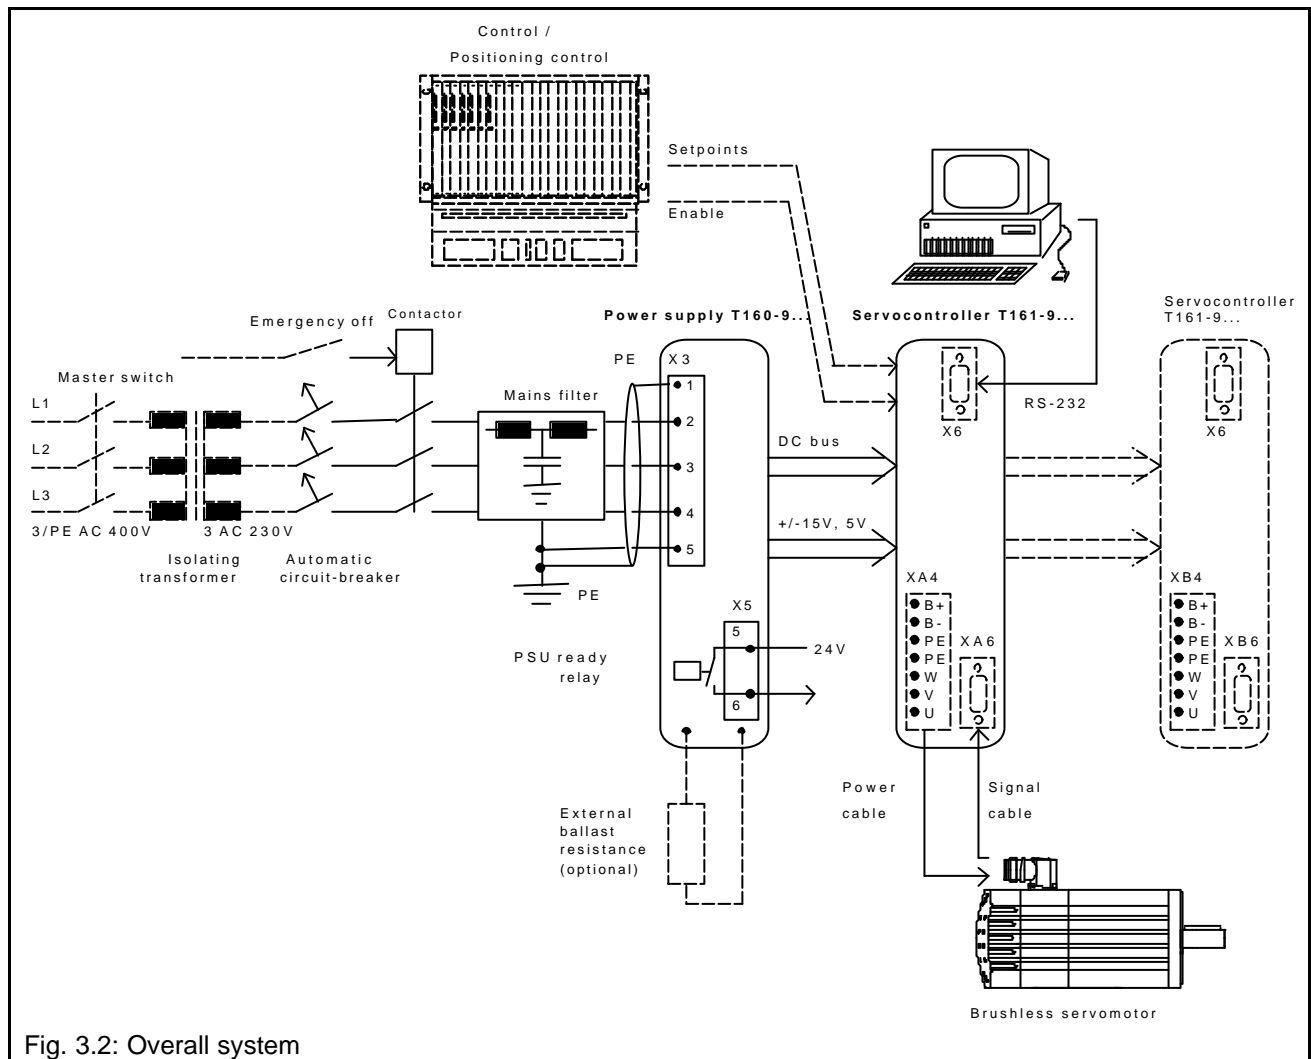 Control /
Positioning control
Setpoints
Enable
Emergency off
Contactor
Power supply T160-9...
Servocontroller T161-9...
Servocontroller
T161-9...
Master switch
L1
L2
L3
3/PE AC 400V
3 AC 230V
Isolating
transformer
Automatic
circuit-breaker
Mains filter
PE
X3
1
2
3
4
5
PE
X6
RS-232
X6
DC bus
+/-15V, 5V
X5
5
24V
6
PSU ready
relay
XA4
B+
B-
PE
PE
W
V
U
XA6
XB4
B+
B-
PE
PE
W
V
U
XB6
External
ballast
resistance
(optional)
Power
cable
Signal
cable
Brushless servomotor
Fig. 3.2: Overall system